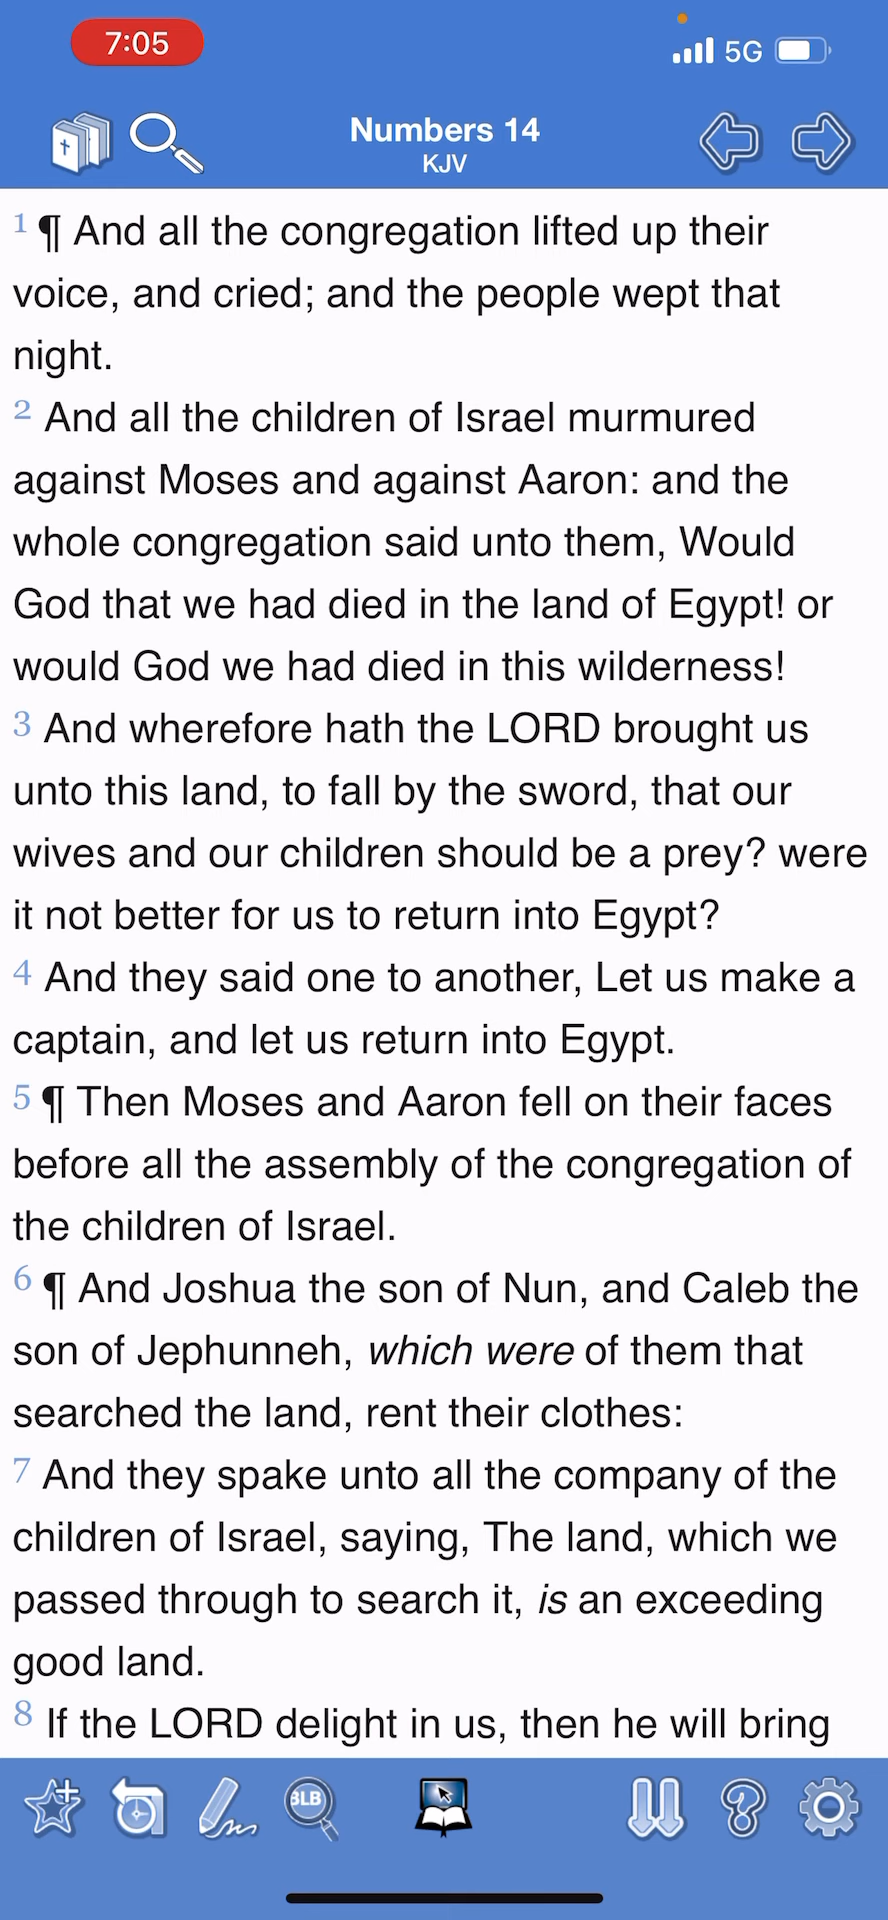 7:05
5G
Numbers 14
KJV
1 ¶ And all the congregation lifted up their
voice, and cried; and the people wept that
night.
2 And all the children of Israel murmured
against Moses and against Aaron: and the
whole congregation said unto them, Would
God that we had died in the land of Egypt! or
would God we had died in this wilderness!
3 And wherefore hath the LORD brought us
unto this land, to fall by the sword, that our
wives and our children should be a prey? were
it not better for us to return into Egypt?
4 And they said one to another, Let us make a
captain, and let us return into Egypt.
5 ¶ Then Moses and Aaron fell on their faces
before all the assembly of the congregation of
the children of Israel.
6 ¶ And Joshua the son of Nun, and Caleb the
son of Jephunneh, which were of them that
searched the land, rent their clothes:
7 And they spake unto all the company of the
children of Israel, saying, The land, which we
passed through to search it, is an exceeding
good land.
8 If the LORD delight in us, then he will bring
BLB